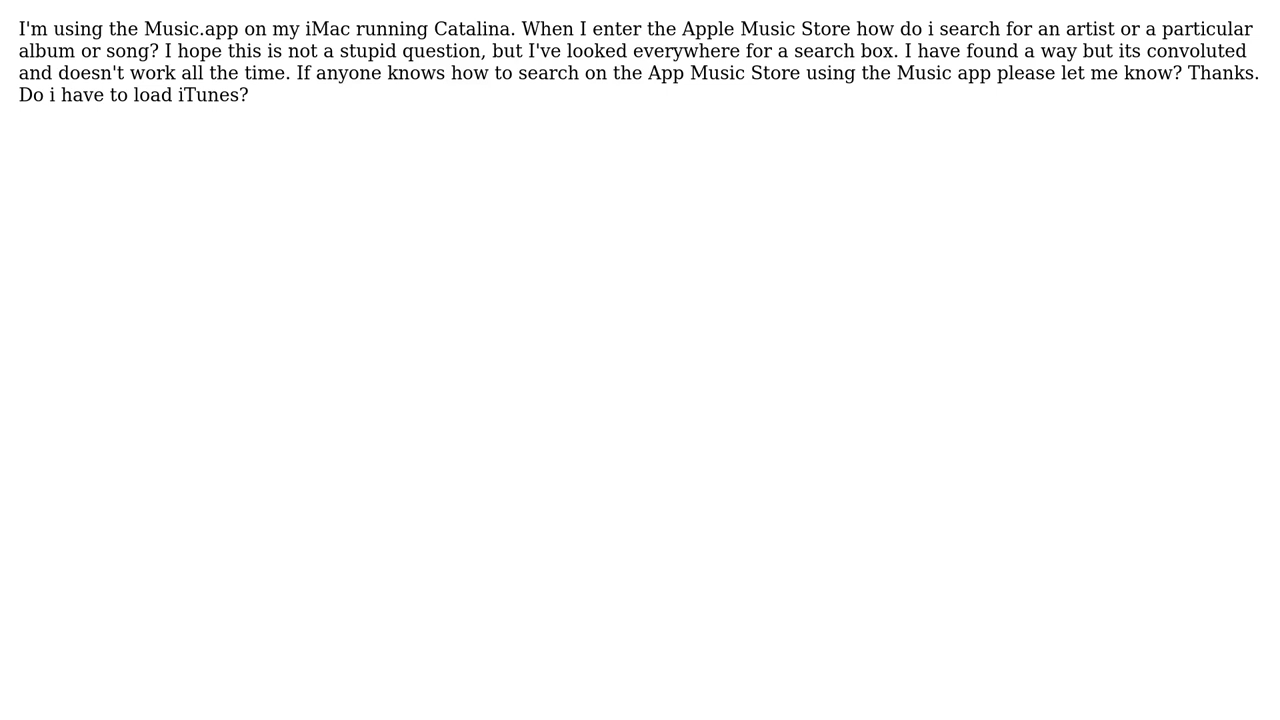 I'm using the Music.app on my iMac running Catalina. When I enter the Apple Music Store how do i search for an artist or a particular
album or song? I hope this is not a stupid question, but I've looked everywhere for a search box. I have found a way but its convoluted
and doesn't work all the time. If anyone knows how to search on the App Music Store using the Music app please let me know? Thanks.
Do i have to load iTunes?